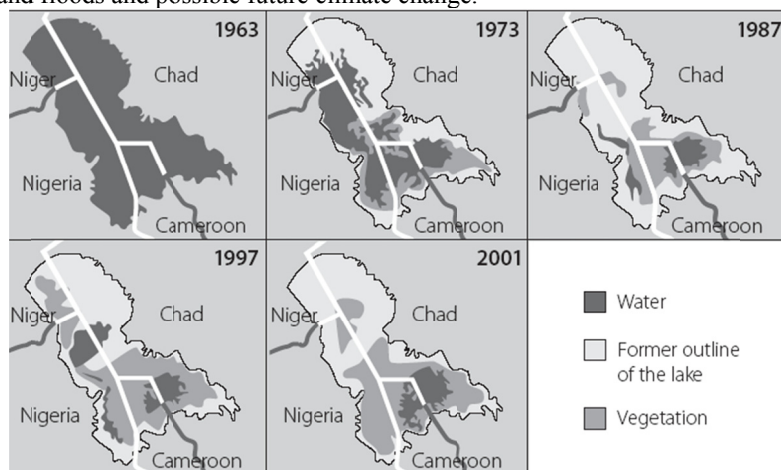 and floods and possible future climate change.
1963
Niger
Chad
Nigeria
Cameroon
1973
Niger
Chad
Nigeria
Cameroon
1987
Niger
Chad
Nigeria
Cameroon
1997
Niger
Chad
Nigeria
Cameroon
2001
Niger
Chad
Nigeria
Cameroon
Water
Former outline
of the lake
Vegetation